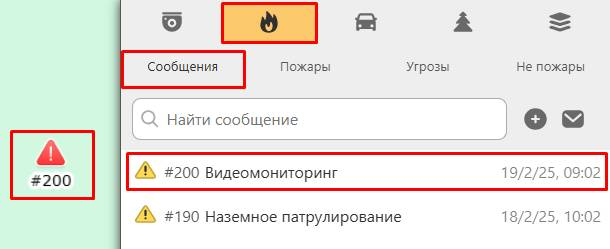 Сообщения Пожары Угрозы Не пожары
Найти сообщение
#200
#200 Видеомониторинг 19/2/25, 09:02
#190 Наземное патрулирование 18/2/25, 10:02